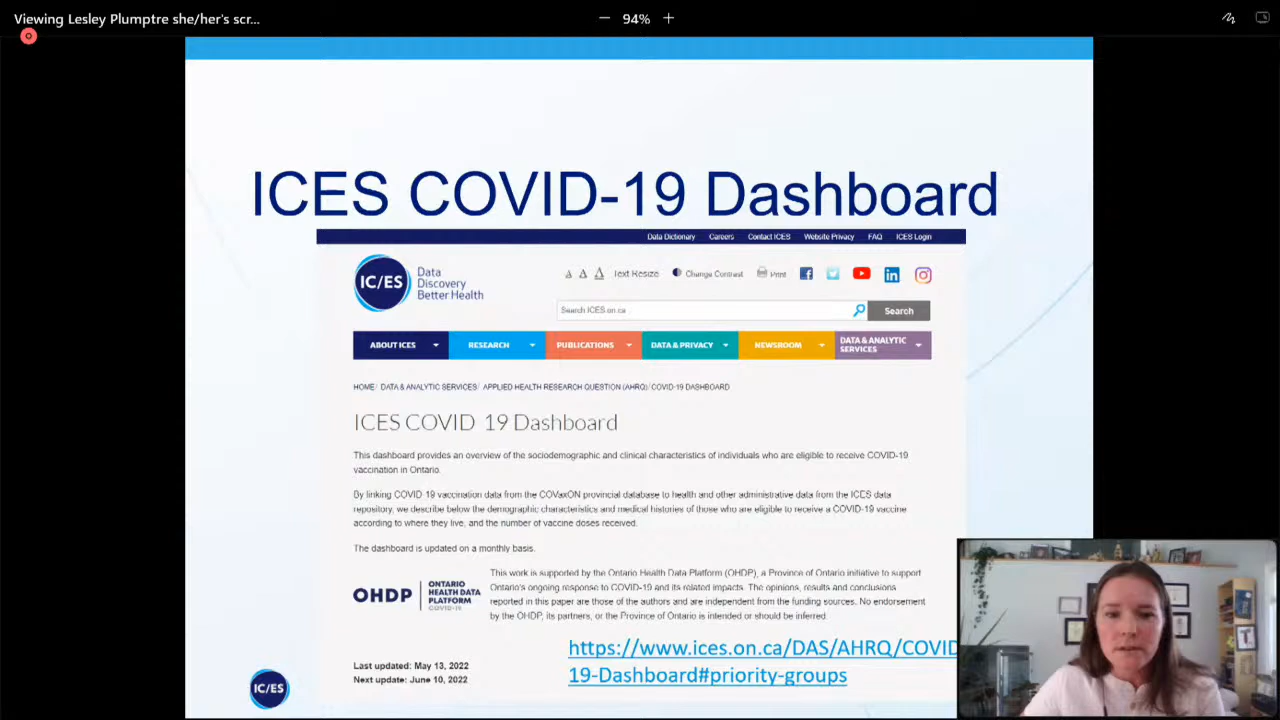 Viewing Lesley Plumptre she/her's scr...
94%
ICES COVID-19 Dashboard
Data Dictionary Careers Contact ICES Website Privacy FAQ ICES Login
IC/ES
Data
Discovery
Better Health
A A A Text Resize Change Contrast Print
Search ICES.on.ca
Search
ABOUT ICES RESEARCH PUBLICATIONS DATA & PRIVACY NEWSROOM DATA & ANALYTIC
SERVICES
HOME/ DATA & ANALYTIC SERVICES/ APPLIED HEALTH RESEARCH QUESTION (AHRQ)/ COVID-19 DASHBOARD
ICES COVID 19 Dashboard
This dashboard provides an overview of the sociodemographic and clinical characteristics of individuals who are eligible to receive COVID-19
vaccination in Ontario.
By linking COVID-19 vaccination data from the COVaxON provincial database to health and other administrative data from the ICES data
repository, we describe below the demographic characteristics and medical histories of those who are eligible to receive a COVID-19 vaccine
according to where they live, and the number of vaccine doses received.
The dashboard is updated on a monthly basis.
OHDP
ONTARIO
HEALTH DATA
PLATFORM
COVID-19
This work is supported by the Ontario Health Data Platform (OHDP), a Province of Ontario initiative to support
Ontario's ongoing response to COVID-19 and its related impacts. The opinions, results and conclusions
reported in this paper are those of the authors and are independent from the funding sources. No endorsement
by the OHDP, its partners, or the Province of Ontario is intended or should be inferred.
https://www.ices.on.ca/DAS/AHRQ/COVID
19-Dashboard#priority-groups
Last updated: May 13, 2022
Next update: June 10, 2022
IC/ES